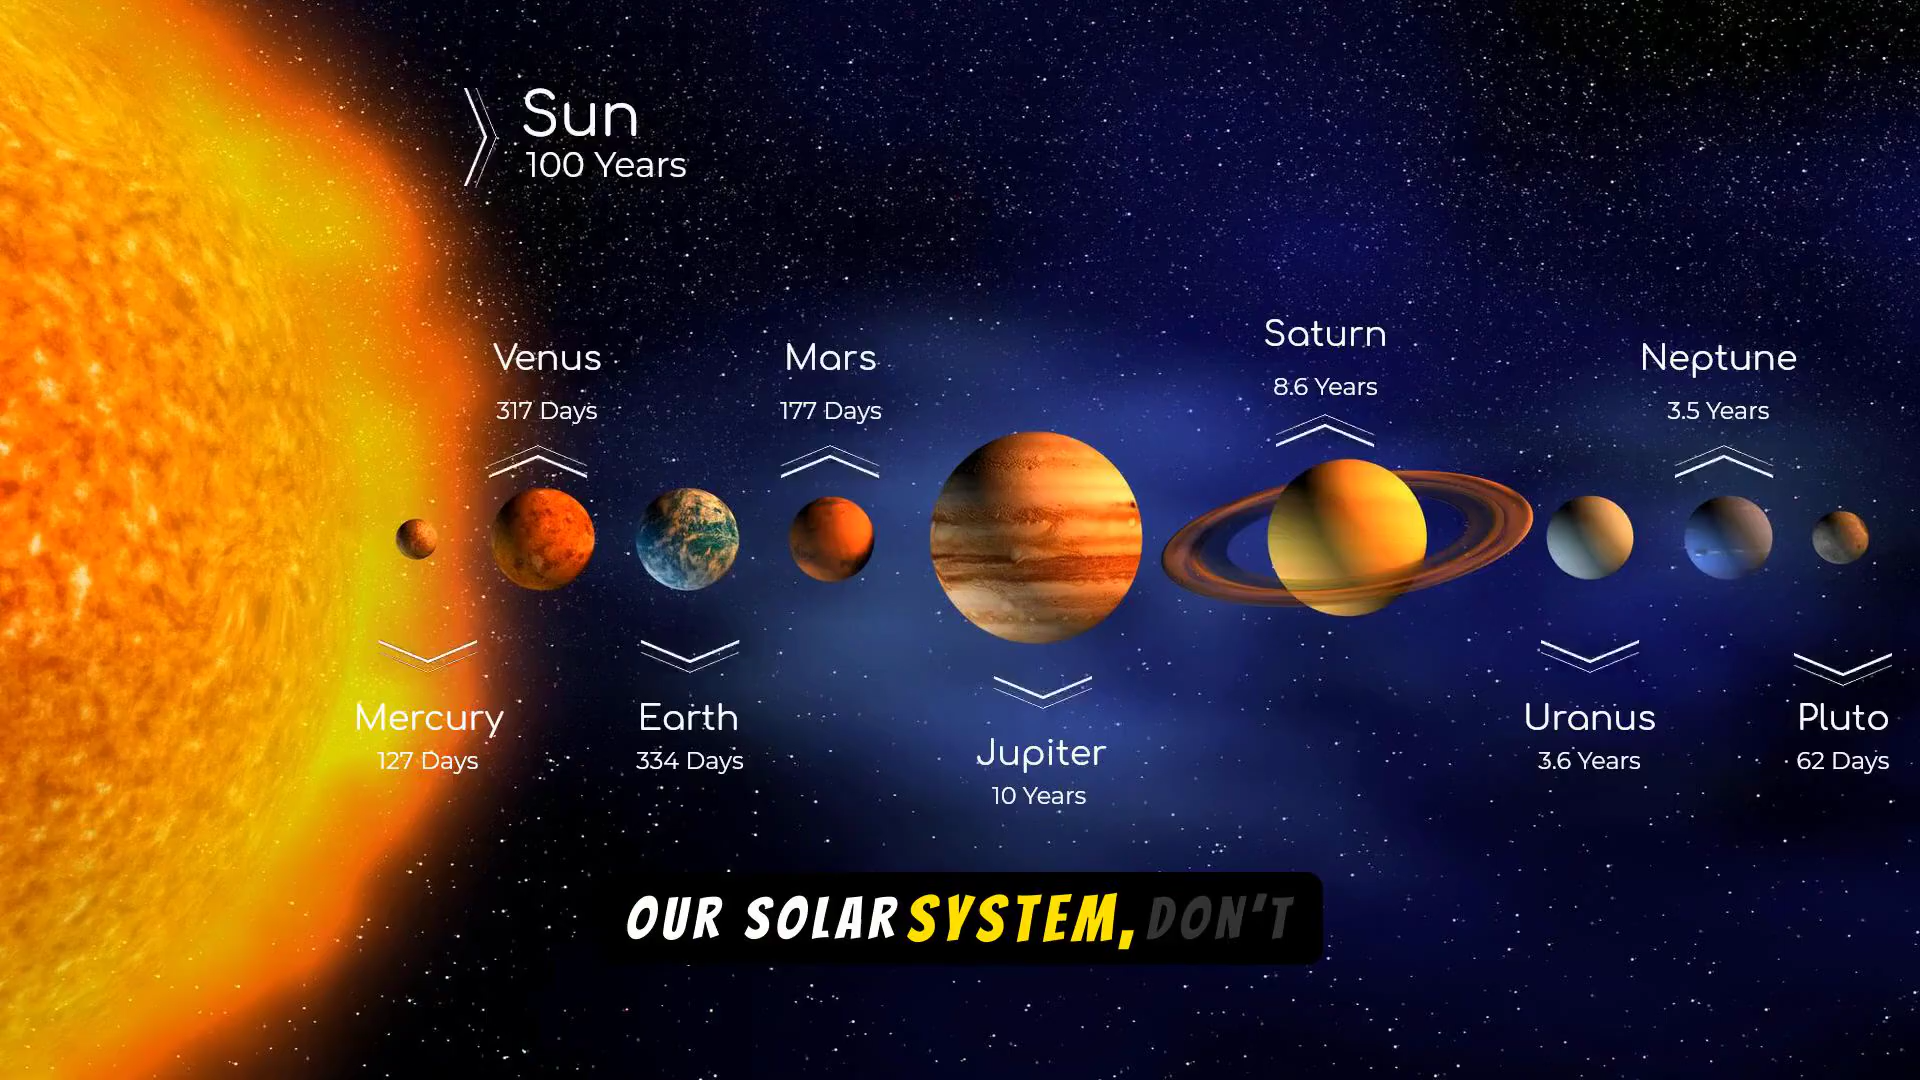 Sun
100 Years
Saturn
8.6 Years
Venus
317 Days
Mars
177 Days
Neptune
3.5 Years
Mercury
127 Days
Earth
334 Days
Jupiter
10 Years
Uranus
3.6 Years
Pluto
62 Days
OUR SOLAR SYSTEM, DON'T